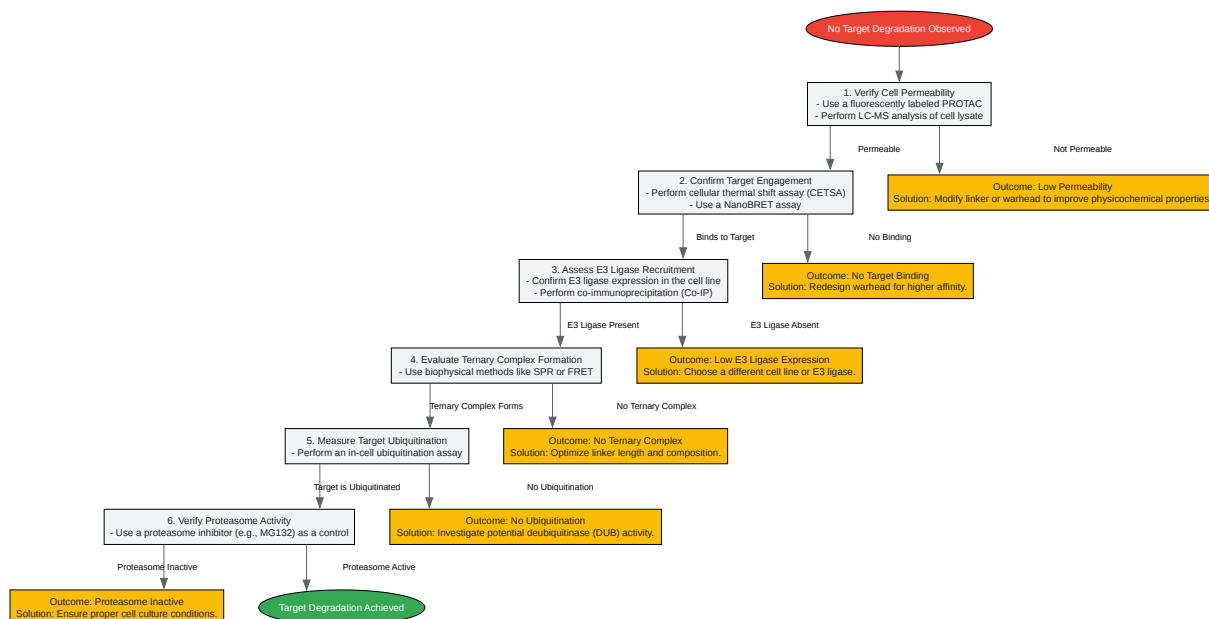 No Target Degradation Observed
1. Verify Cell Permeability
- Use a fluorescently labeled PROTAC
- Perform LC-MS analysis of cell lysate
Permeable
Not Permeable
2. Confirm Target Engagement
- Perform cellular thermal shift assay (CETSA)
- Use a NanoBRET assay
Outcome: Low Permeability
Solution: Modify linker or warhead to improve physicochemical properties
Binds to Target
No Binding
3. Assess E3 Ligase Recruitment
- Confirm E3 ligase expression in the cell line
- Perform co-immunoprecipitation (Co-IP)
Outcome: No Target Binding
Solution: Redesign warhead for higher affinity.
E3 Ligase Present
E3 Ligase Absent
4. Evaluate Ternary Complex Formation
- Use biophysical methods like SPR or FRET
Outcome: Low E3 Ligase Expression
Solution: Choose a different cell line or E3 ligase.
Ternary Complex Forms
No Ternary Complex
5. Measure Target Ubiquitination
- Perform an in-cell ubiquitination assay
Outcome: No Ternary Complex
Solution: Optimize linker length and composition.
Target is Ubiquitinated
No Ubiquitination
6. Verify Proteasome Activity
- Use a proteasome inhibitor (e.g., MG132) as a control
Outcome: No Ubiquitination
Solution: Investigate potential deubiquitinase (DUB) activity.
Proteasome Inactive
Proteasome Active
Outcome: Proteasome Inactive
Solution: Ensure proper cell culture conditions.
Target Degradation Achieved